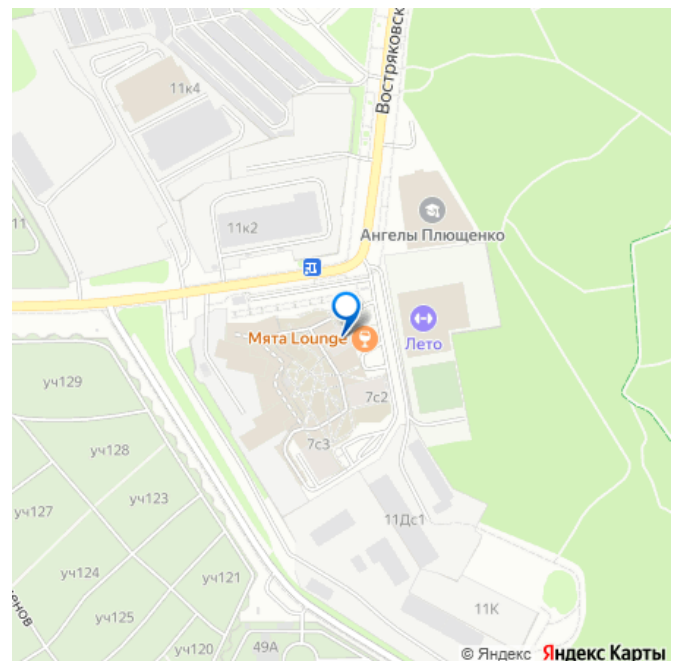 11к4
Востряковск
11
11к2
Ангелы Плющенко
Мята Lounge
Лето
уч129
7с2
7с3
уч128
уч123
уч127
11Дс1
уч124
уч121
11К
енов
уч125
уч120
49А
© Яндекс Яндекс Карты